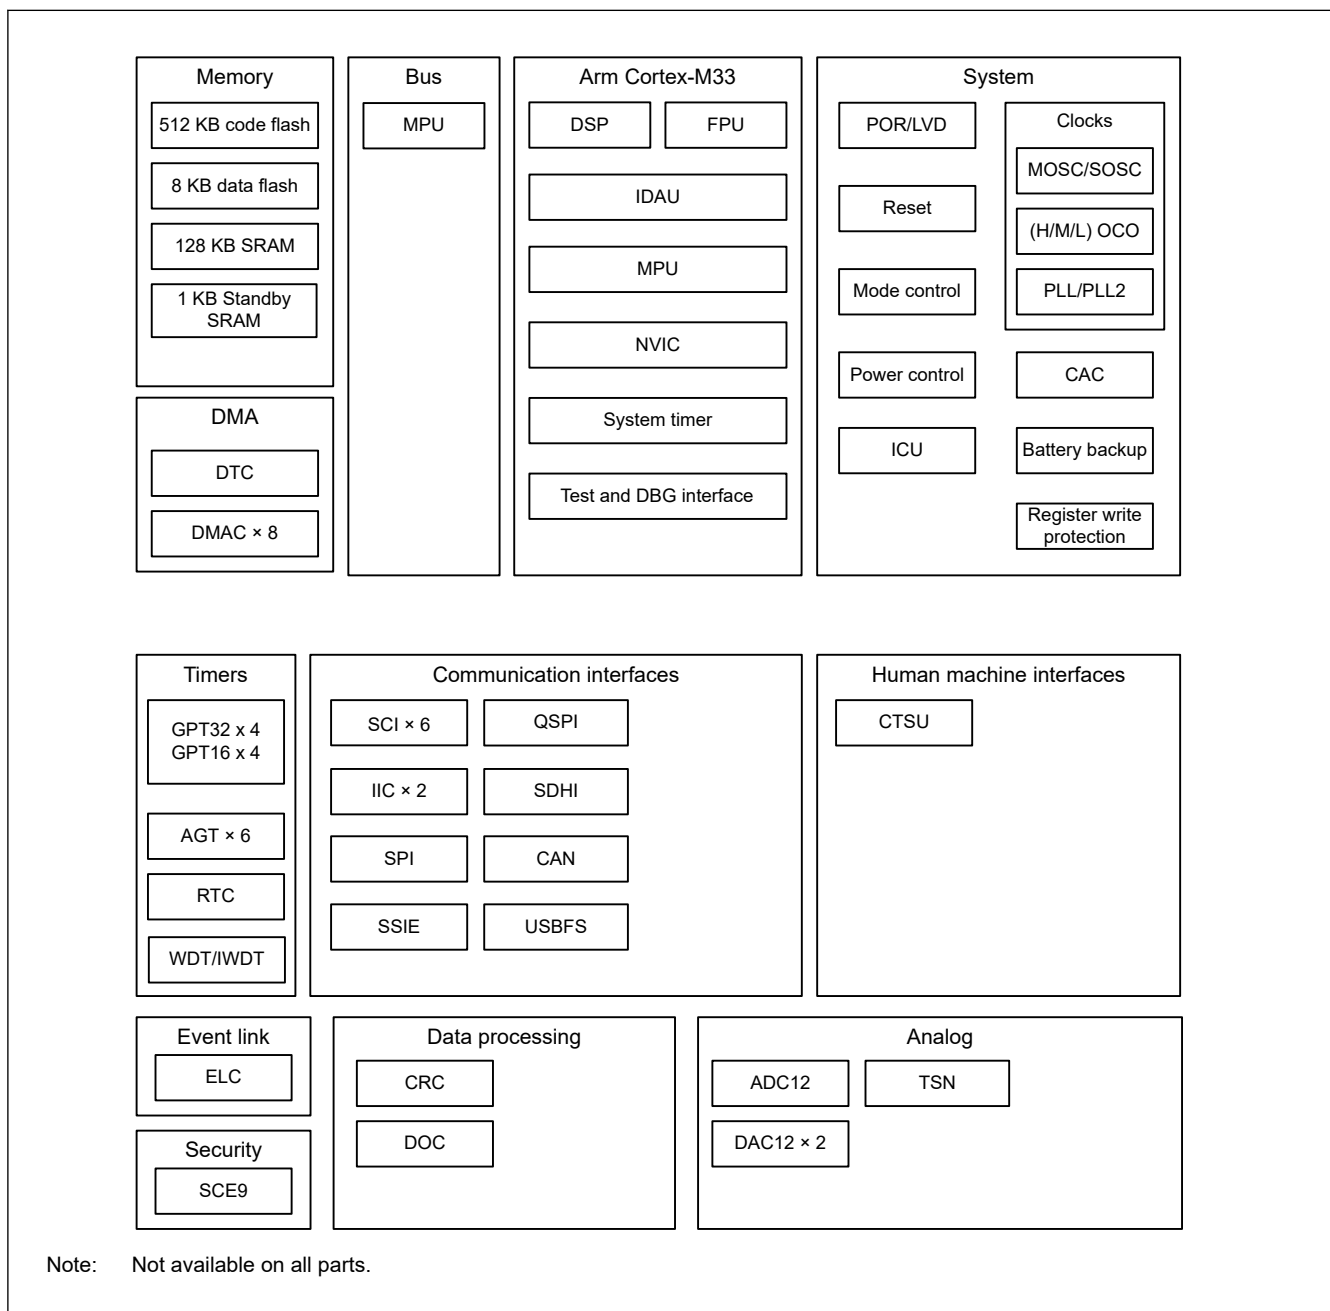 Memory
512 KB code flash
8 KB data flash
128 KB SRAM
1 KB Standby
SRAM
DMA
DTC
DMAC × 8
Bus
MPU
Arm Cortex-M33
DSP
FPU
IDAU
MPU
NVIC
System timer
Test and DBG interface
System
POR/LVD
Reset
Mode control
Power control
ICU
Clocks
MOSC/SOSC
(H/M/L) OCO
PLL/PLL2
CAC
Battery backup
Register write
protection
Timers
GPT32 x 4
GPT16 x 4
AGT × 6
RTC
WDT/IWDT
Communication interfaces
SCI × 6
QSPI
IIC × 2
SDHI
SPI
CAN
SSIE
USBFS
Human machine interfaces
CTSU
Event link
ELC
Security
SCE9
Data processing
CRC
DOC
Analog
ADC12
TSN
DAC12 × 2
Note: Not available on all parts.